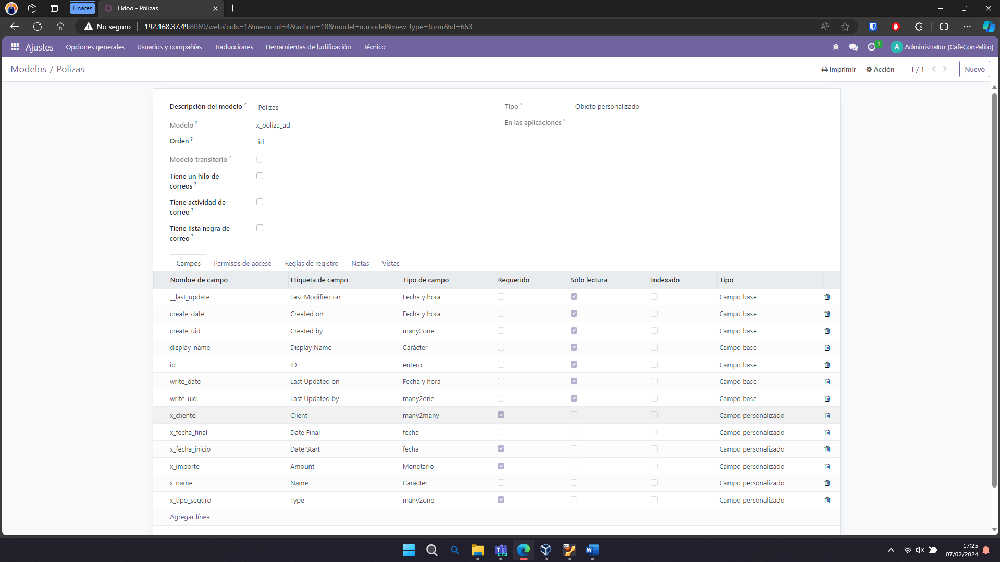 Linares
Odoo - Polizas
No seguro
192.168.37.49:8069/web#cids=1&menu_id=4&action=18&model=ir.model&view_type=form&id=663
Ajustes Opciones generales Usuarios y compañías Traducciones Herramientas de ludificación Técnico 1 A Administrator (CafeConPalito)
Modelos / Polizas Imprimir Acción 1 / 1 Nuevo
Descripción del modelo ? Polizas Tipo ? Objeto personalizado
Modelo ? x_poliza_ad En las aplicaciones ?
Orden ? id
Modelo transitorio ?
Tiene un hilo de
correos ?
Tiene actividad de
correo ?
Tiene lista negra de
correo ?
Campos Permisos de acceso Reglas de registro Notas Vistas
Nombre de campo Etiqueta de campo Tipo de campo Requerido Sólo lectura Indexado Tipo
__last_update Last Modified on Fecha y hora Campo base
create_date Created on Fecha y hora Campo base
create_uid Created by many2one Campo base
display_name Display Name Carácter Campo base
id ID entero Campo base
write_date Last Updated on Fecha y hora Campo base
write_uid Last Updated by many2one Campo base
x_cliente Client many2many Campo personalizado
x_fecha_final Date Final fecha Campo personalizado
x_fecha_inicio Date Start fecha Campo personalizado
x_importe Amount Monetario Campo personalizado
x_name Name Carácter Campo personalizado
x_tipo_seguro Type many2one Campo personalizado
Agregar línea
NEW
64
17:25
07/02/2024